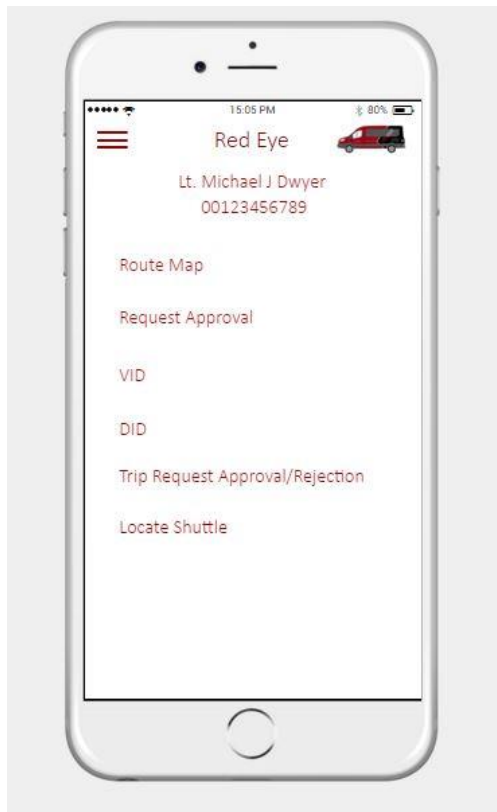 15:05 PM
80%
Red Eye
Lt. Michael J Dwyer
00123456789
Route Map
Request Approval
VID
DID
Trip Request Approval/Rejection
Locate Shuttle